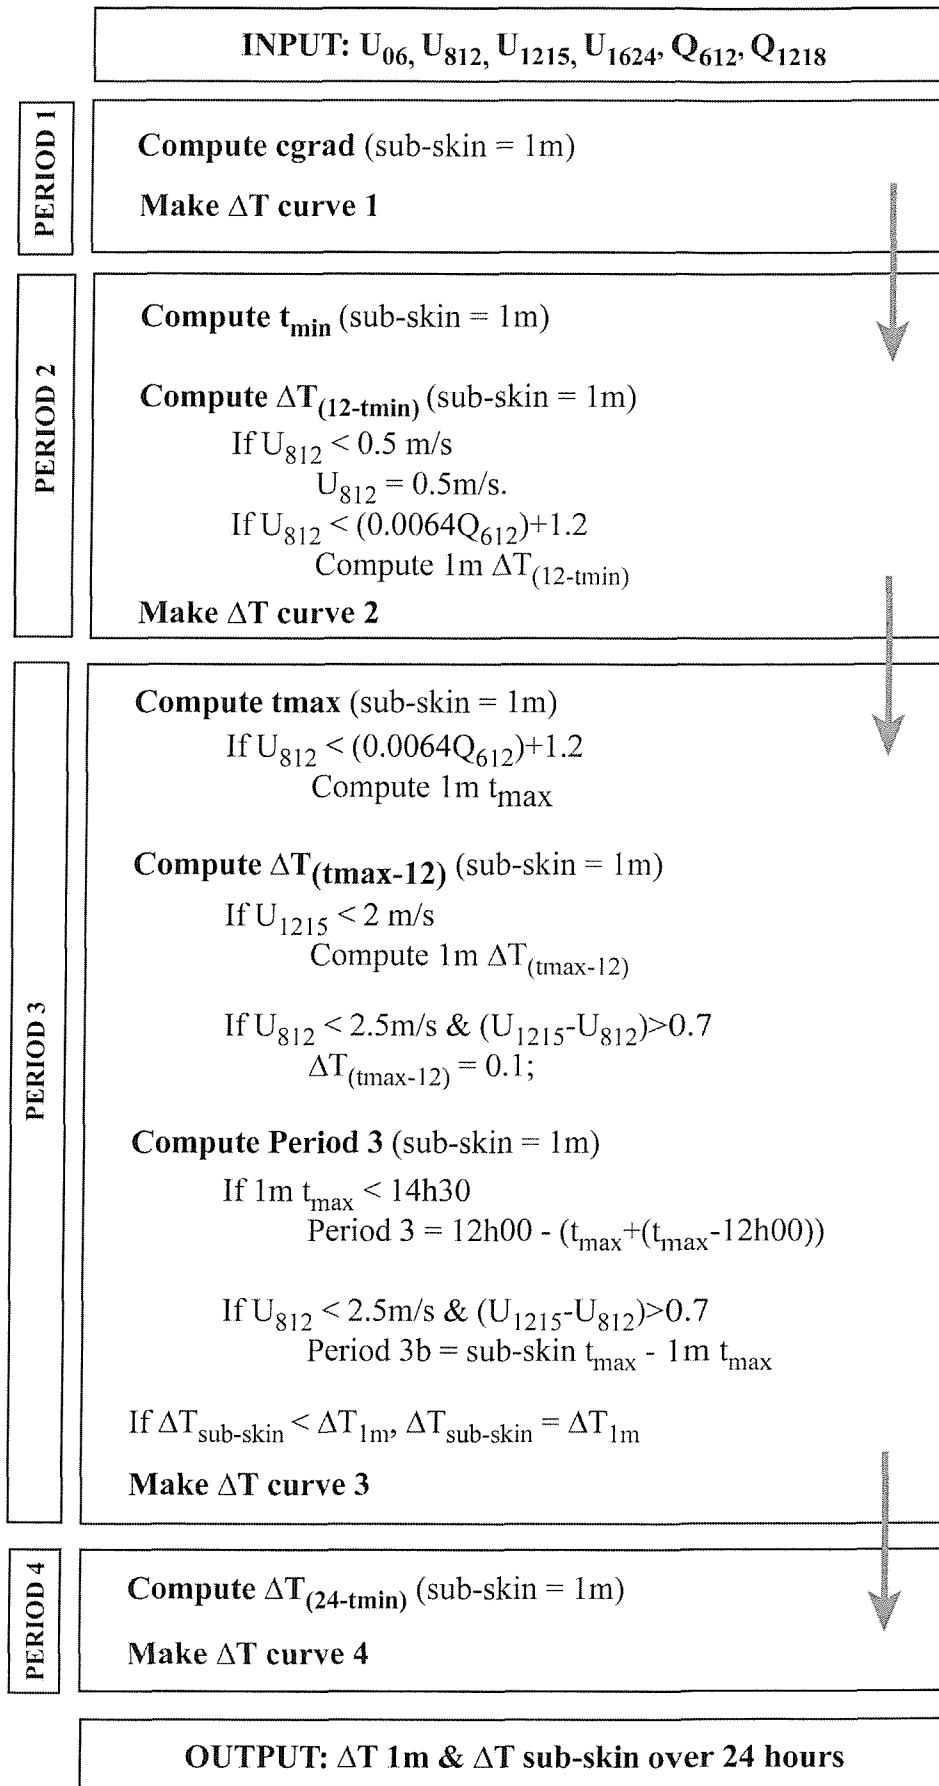 INPUT: U06, U812, U1215, U1624, Q612, Q1218
PERIOD 1
Compute cgrad (sub-skin = 1m)
Make ΔT curve 1
PERIOD 2
Compute tmin (sub-skin = 1m)
Compute ΔT(12-tmin) (sub-skin = 1m)
If U812 < 0.5 m/s
U812 = 0.5m/s.
If U812 < (0.0064Q612)+1.2
Compute 1m ΔT(12-tmin)
Make ΔT curve 2
PERIOD 3
Compute tmax (sub-skin = 1m)
If U812 < (0.0064Q612)+1.2
Compute 1m tmax
Compute ΔT(tmax-12) (sub-skin = 1m)
If U1215 < 2 m/s
Compute 1m ΔT(tmax-12)
If U812 < 2.5m/s & (U1215-U812)>0.7
ΔT(tmax-12) = 0.1;
Compute Period 3 (sub-skin = 1m)
If 1m tmax < 14h30
Period 3 = 12h00 - (tmax+(tmax-12h00))
If U812 < 2.5m/s & (U1215-U812)>0.7
Period 3b = sub-skin tmax - 1m tmax
If ΔTsub-skin < ΔT1m, ΔTsub-skin = ΔT1m
Make ΔT curve 3
PERIOD 4
Compute ΔT(24-tmin) (sub-skin = 1m)
Make ΔT curve 4
OUTPUT: ΔT 1m & ΔT sub-skin over 24 hours